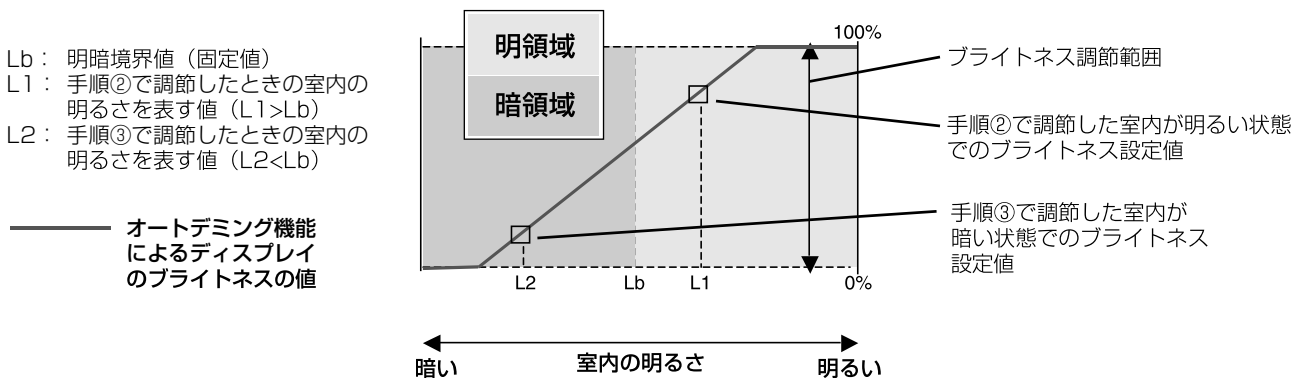 Lb： 明暗境界値（固定値）
L1： 手順②で調節したときの室内の
明るさを表す値（L1>Lb）
L2： 手順③で調節したときの室内の
明るさを表す値（L2<Lb）
オートデミング機能
によるディスプレイ
のブライトネスの値
明領域
暗領域
100%
0%
L2
Lb
L1
暗い
室内の明るさ
明るい
ブライトネス調節範囲
手順②で調節した室内が明るい状態
でのブライトネス設定値
手順③で調節した室内が
暗い状態でのブライトネス
設定値